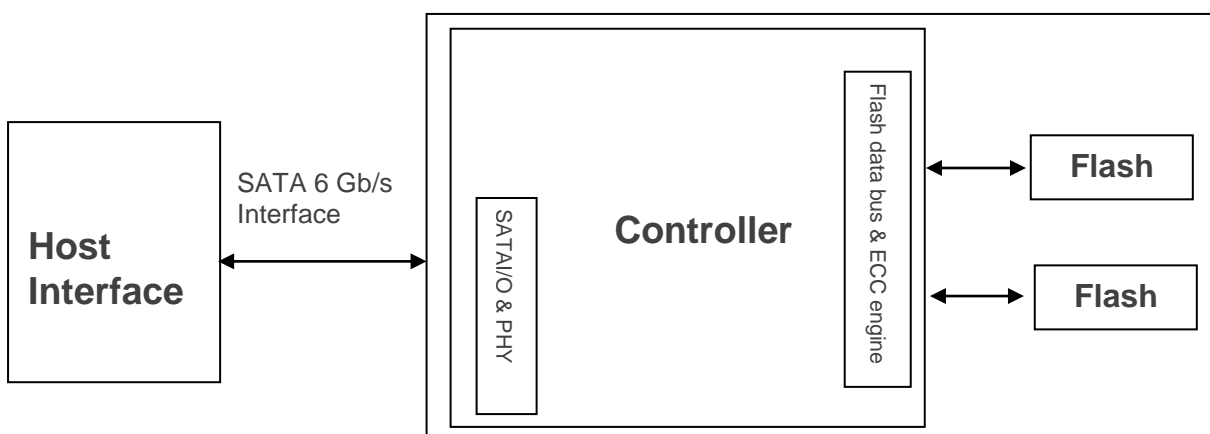 Host
Interface
SATA 6 Gb/s
Interface
SATAI/O & PHY
Controller
Flash data bus & ECC engine
Flash
Flash